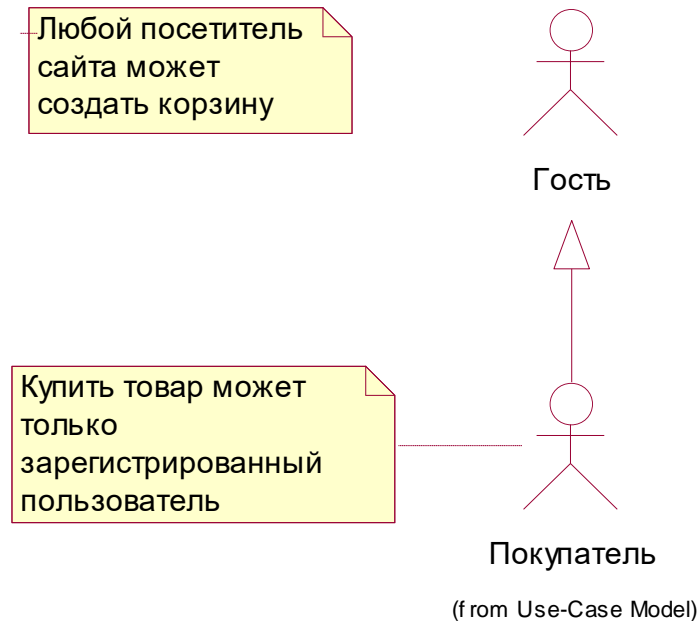 Любой посетитель
сайта может
создать корзину
Гость
Купить товар может
только
зарегистрированный
пользователь
Покупатель
(from Use-Case Model)